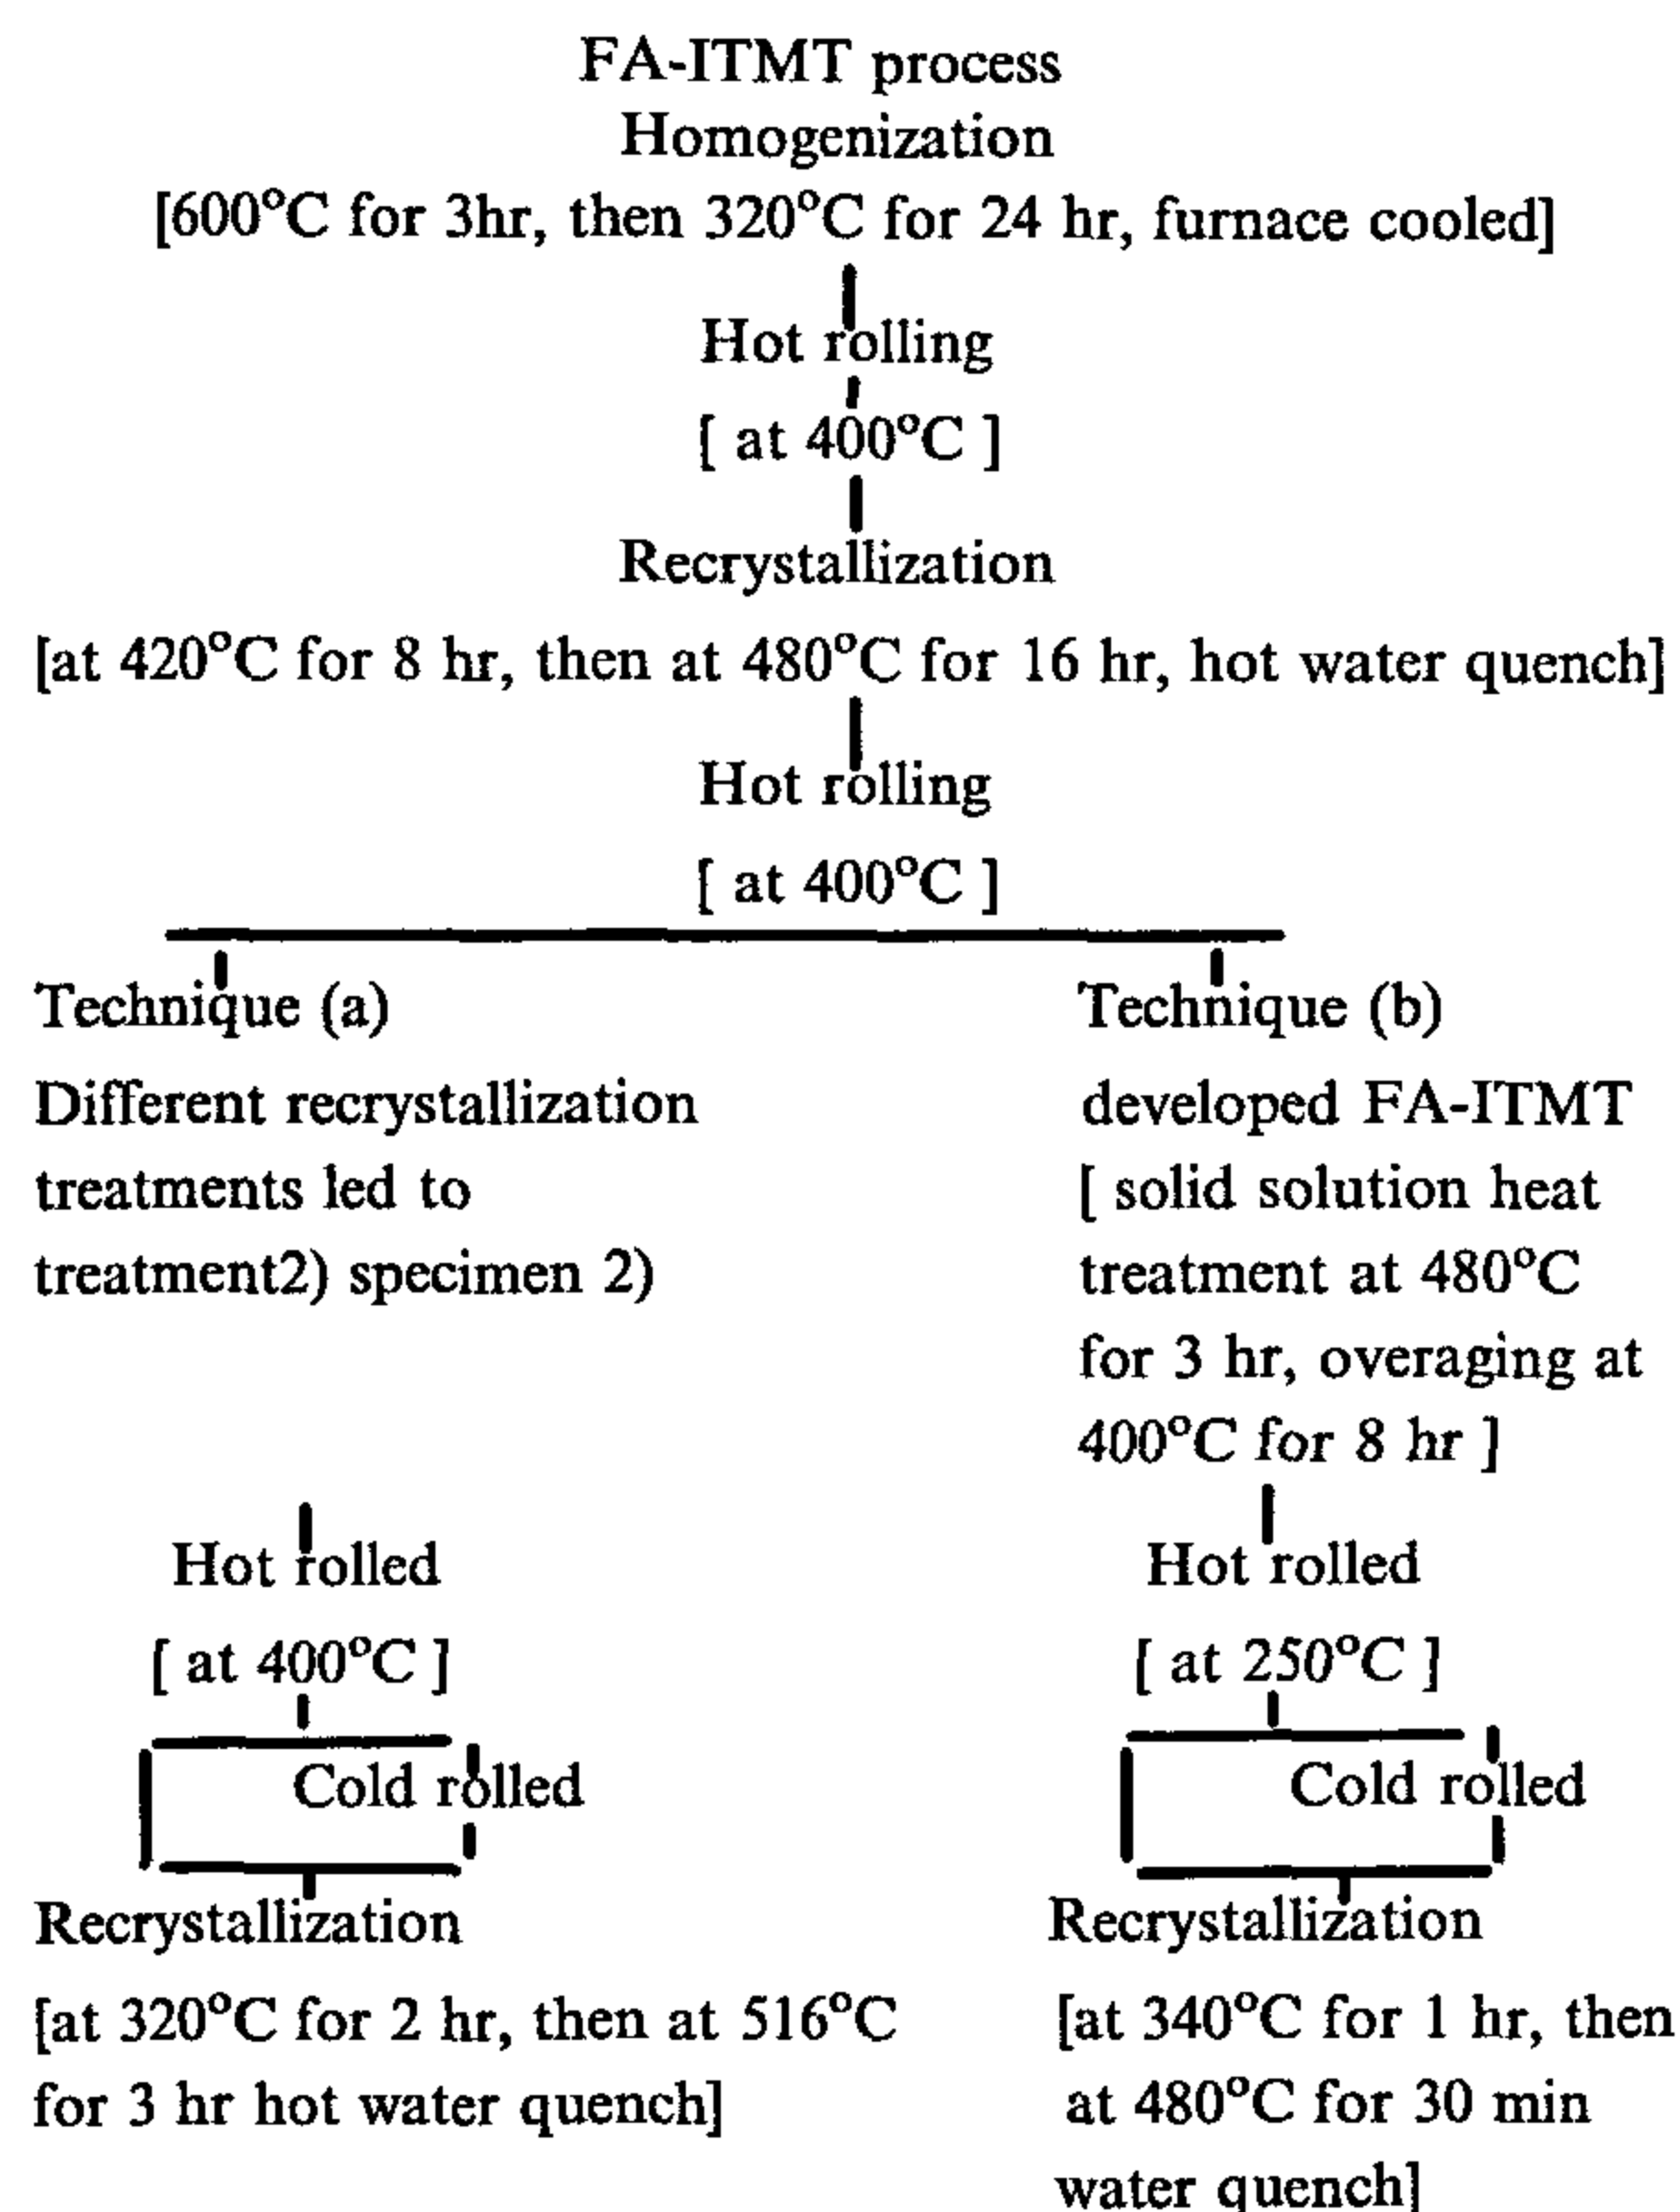 FA-ITMT process
Homogenization
[600°C for 3hr, then 320°C for 24 hr, furnace cooled]
Hot rolling
[ at 400°C ]
Recrystallization
[at 420°C for 8 hr, then at 480°C for 16 hr, hot water quench]
Hot rolling
[ at 400°C ]
Technique (a)
Different recrystallization
treatments led to
treatment2) specimen 2)
Technique (b)
developed FA-ITMT
[ solid solution heat
treatment at 480°C
for 3 hr, overaging at
400°C for 8 hr ]
Hot rolled
[ at 400°C ]
Cold rolled
Recrystallization
[at 320°C for 2 hr, then at 516°C
for 3 hr hot water quench]
Hot rolled
[ at 250°C ]
Cold rolled
Recrystallization
[at 340°C for 1 hr, then
at 480°C for 30 min
water quench]